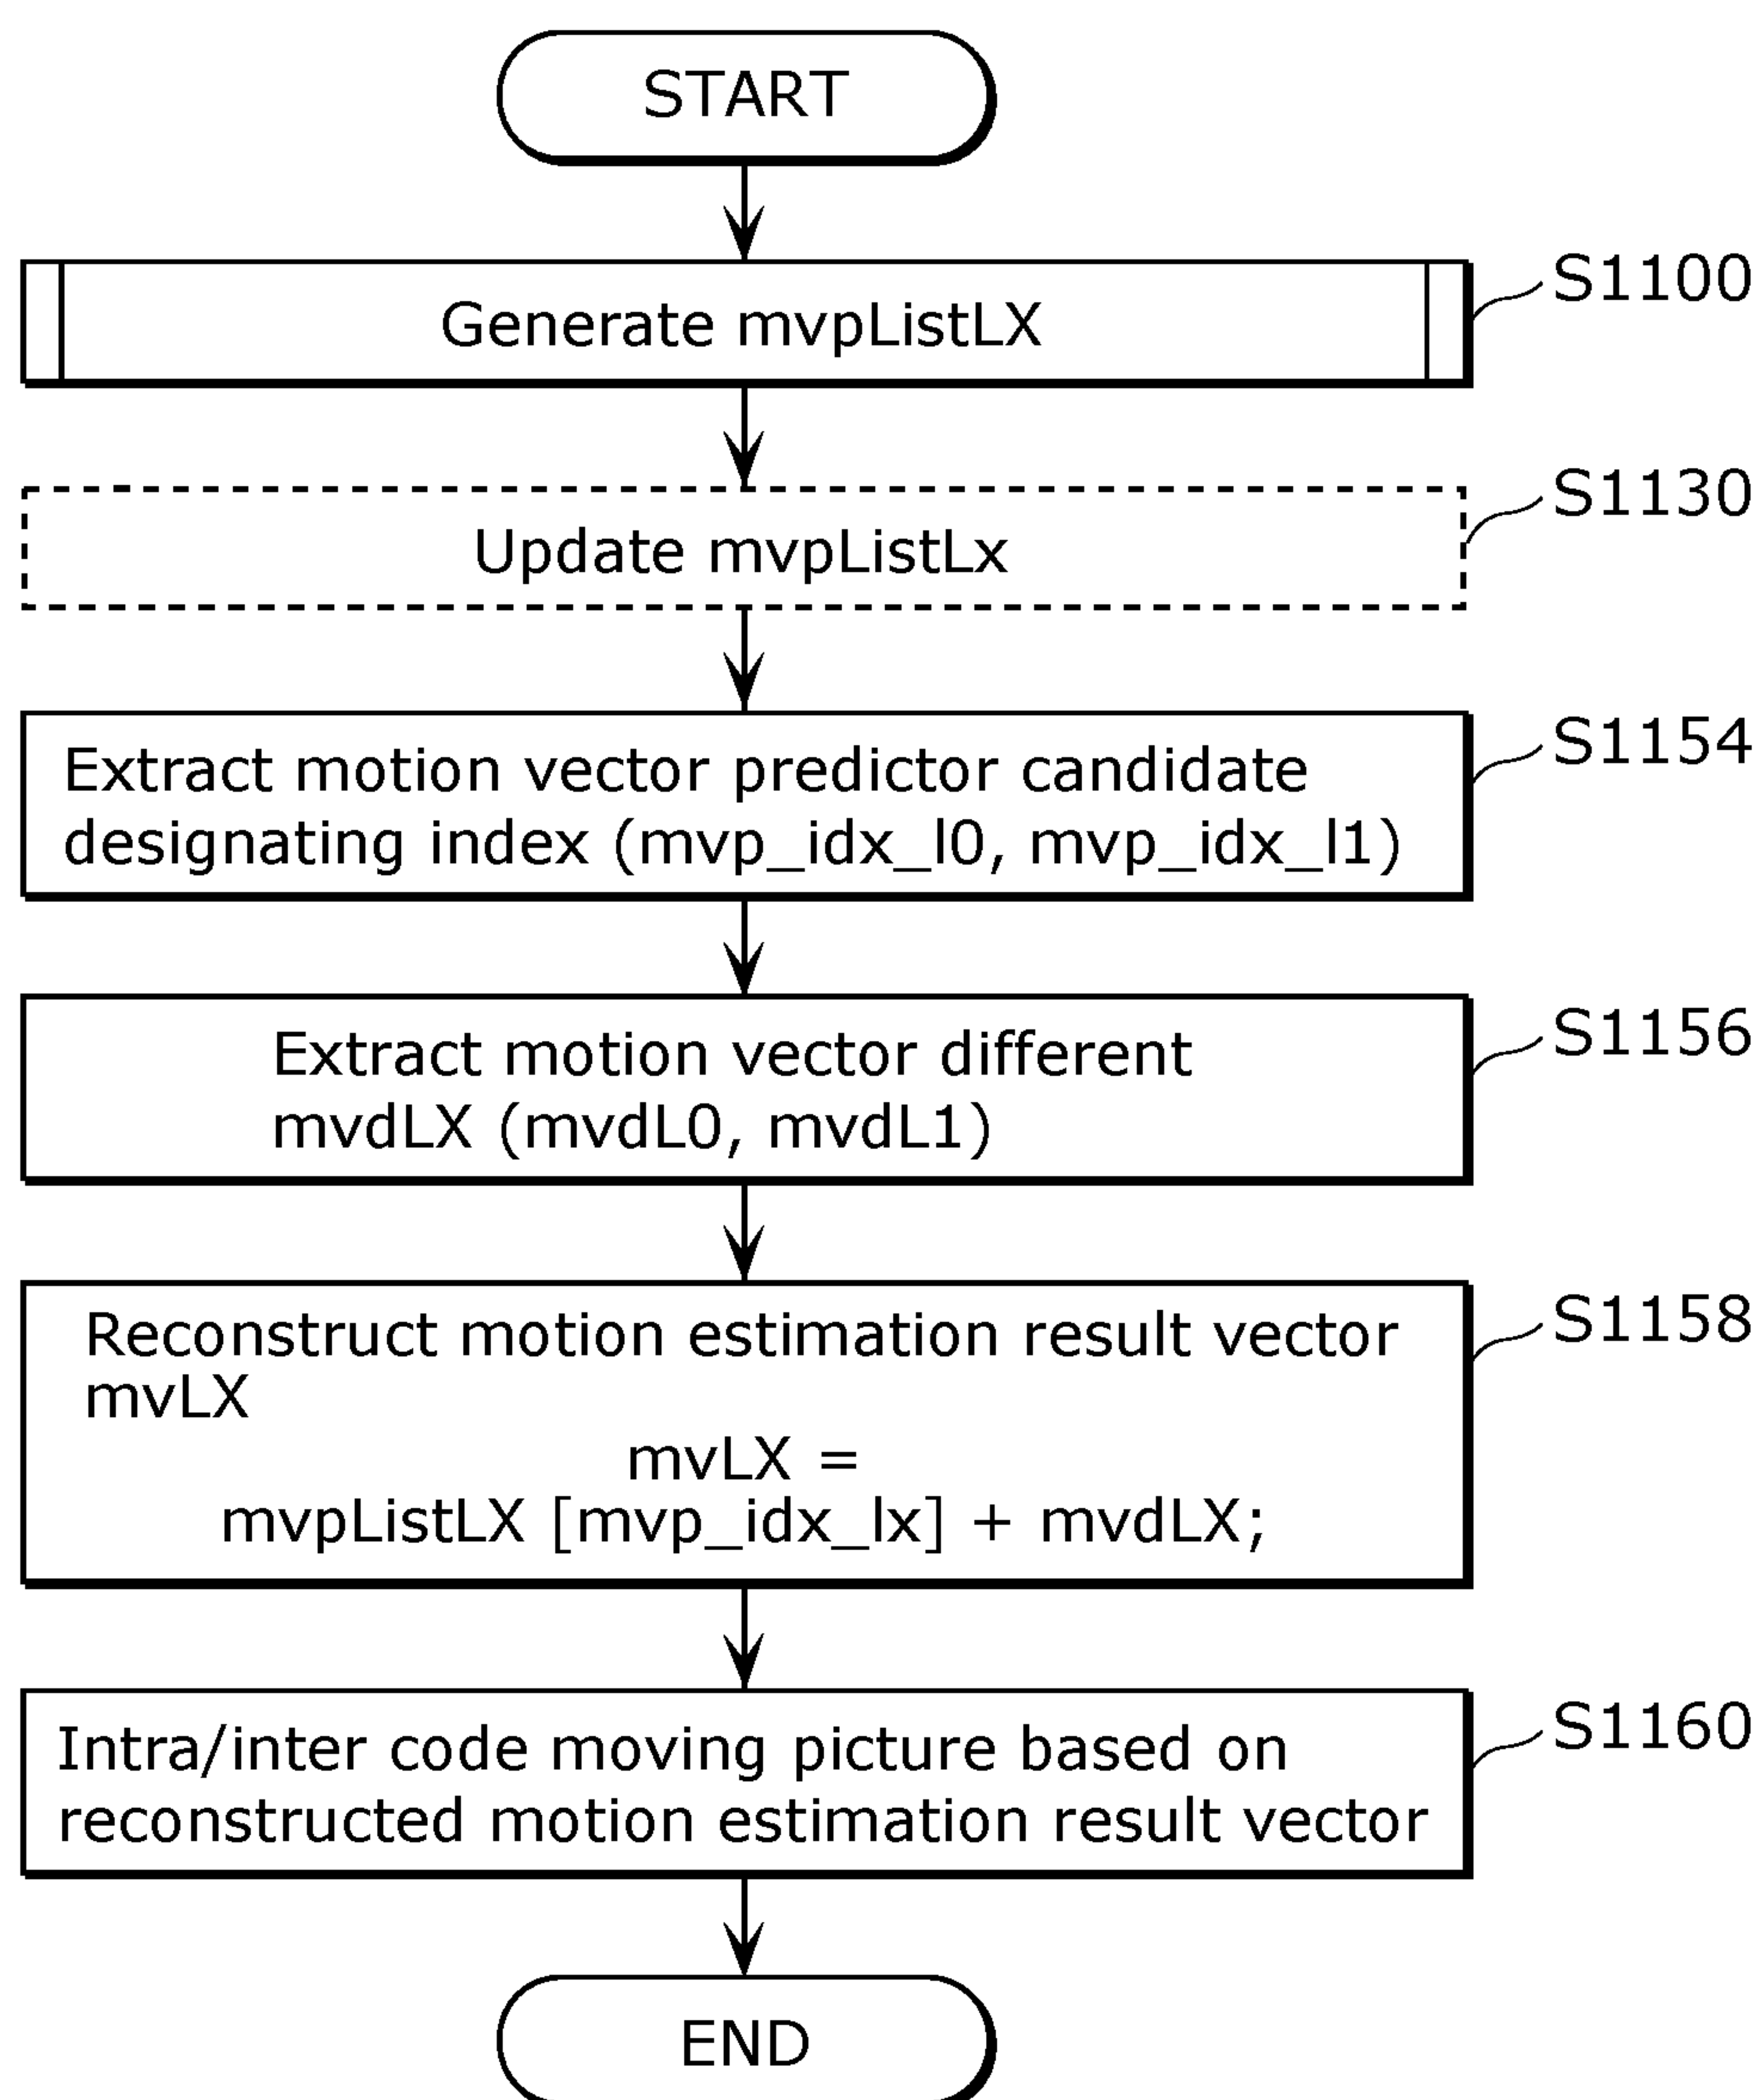 START
Generate mvpListLX
S1100
Update mvpListLx
S1130
Extract motion vector predictor candidate
designating index (mvp_idx_l0, mvp_idx_l1)
S1154
Extract motion vector different
mvdLX (mvdL0, mvdL1)
S1156
Reconstruct motion estimation result vector
mvLX
mvLX =
mvpListLX [mvp_idx_lx] + mvdLX;
S1158
Intra/inter code moving picture based on
reconstructed motion estimation result vector
S1160
END